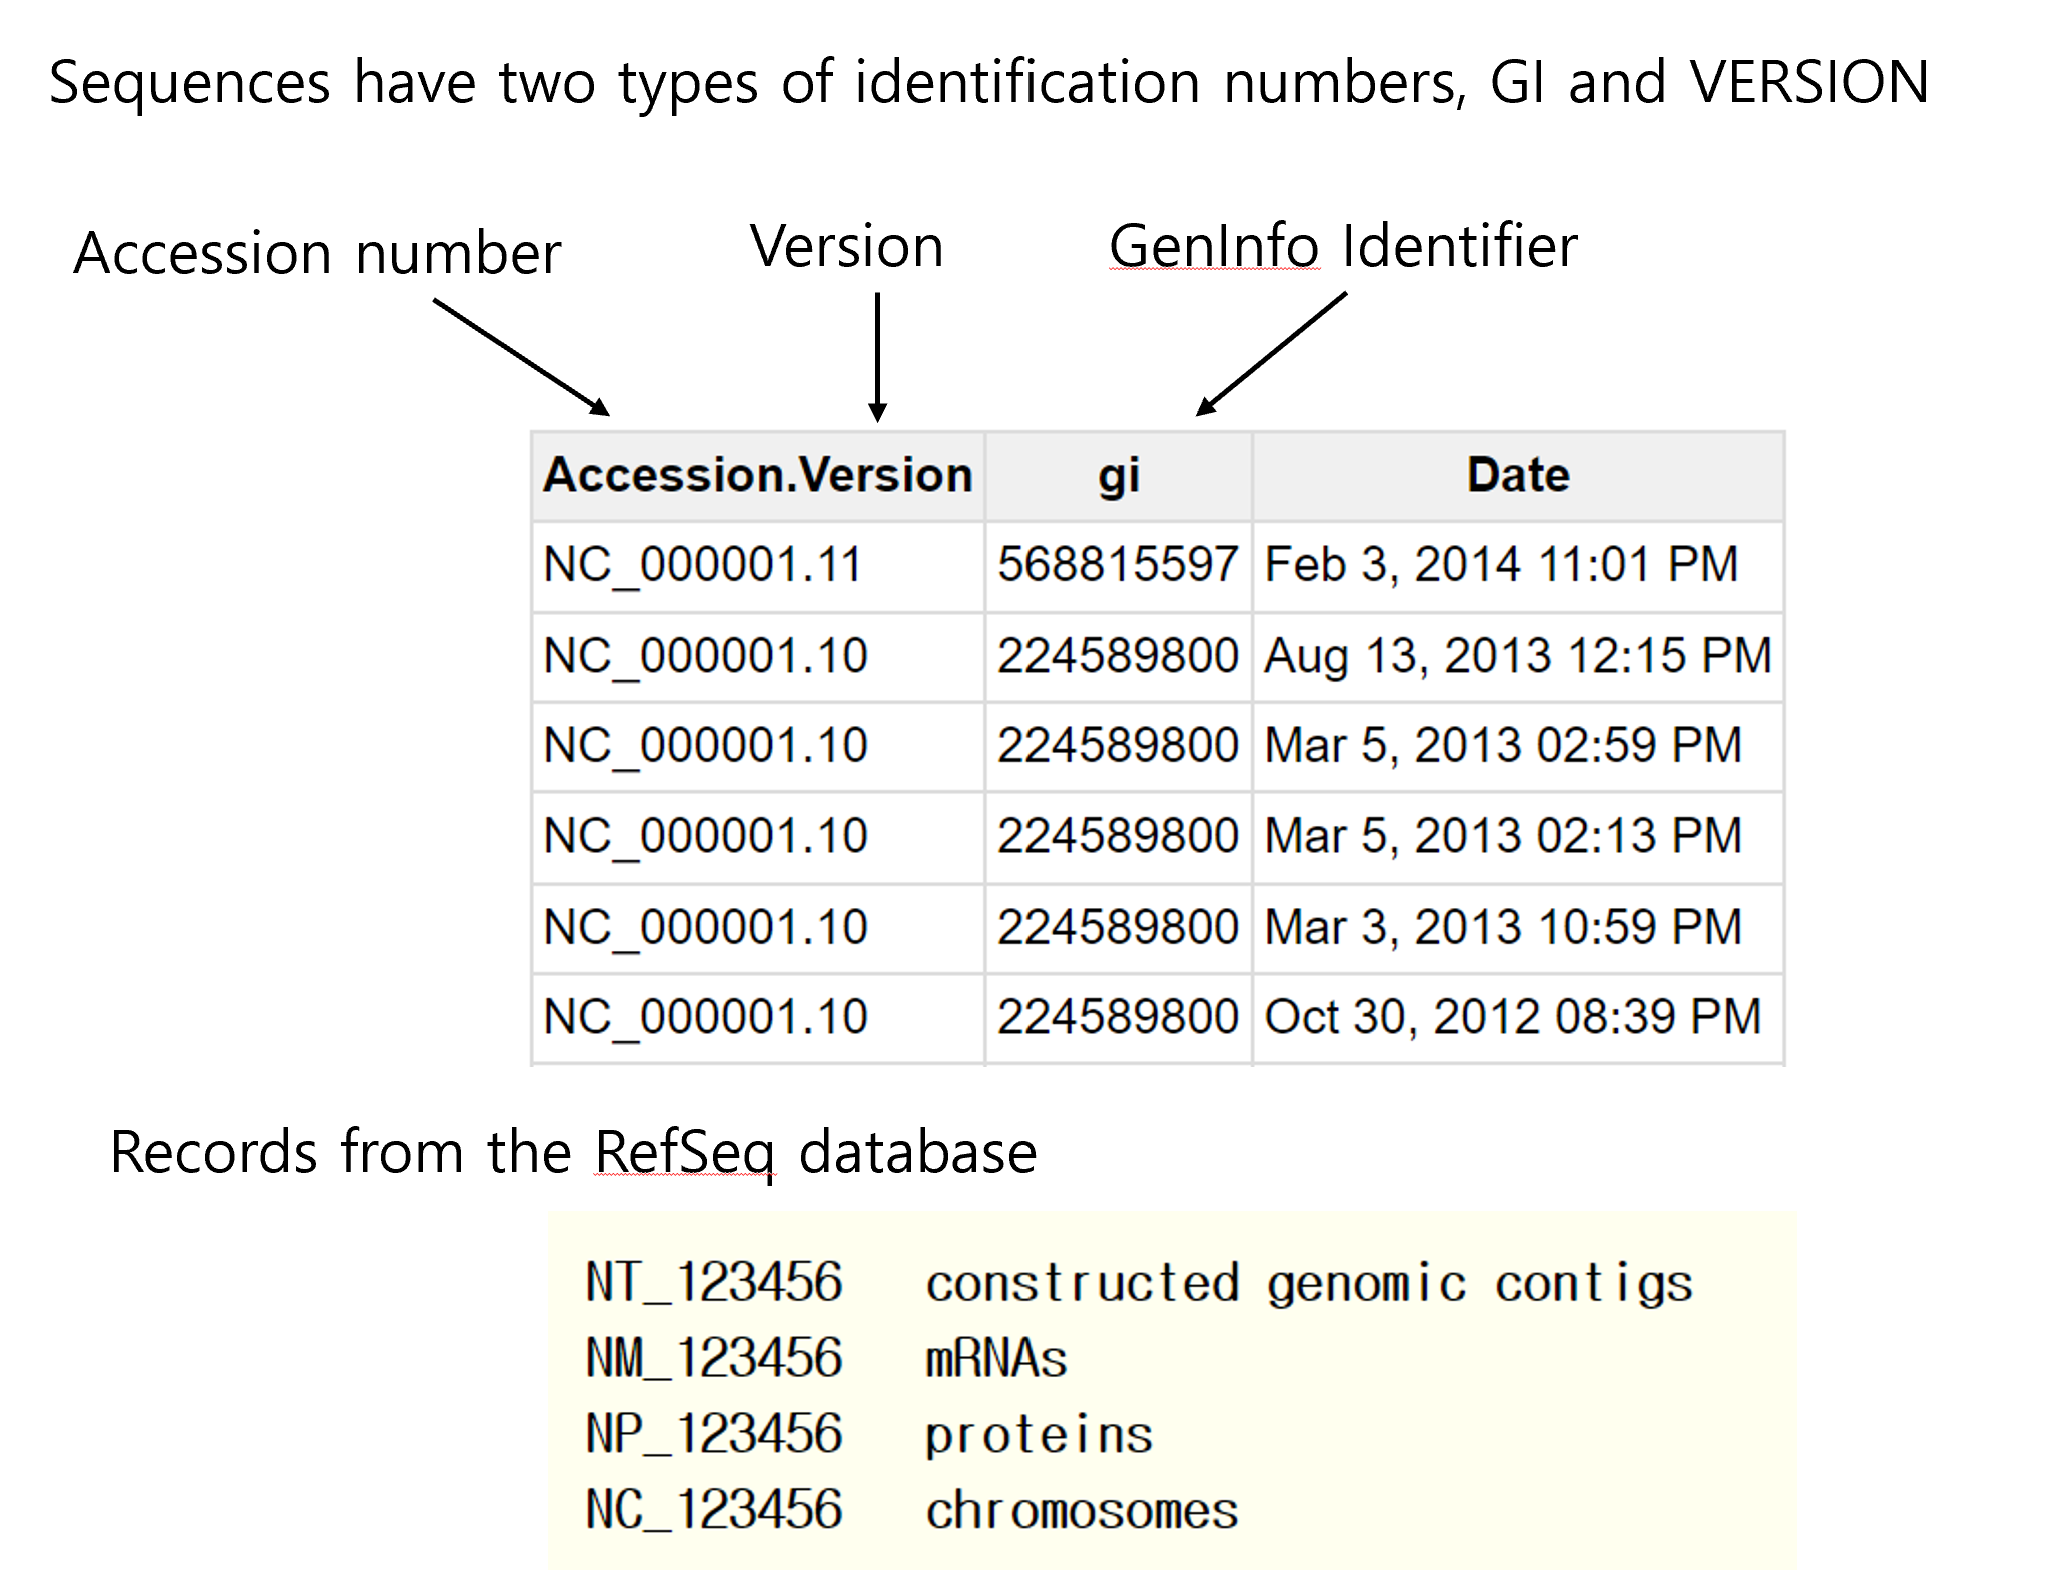 Sequences have two types of identification numbers, GI and VERSION
Accession number Version GenInfo Identifier
Accession.Version gi Date
NC_000001.11 568815597 Feb 3, 2014 11:01 PM
NC_000001.10 224589800 Aug 13, 2013 12:15 PM
NC_000001.10 224589800 Mar 5, 2013 02:59 PM
NC_000001.10 224589800 Mar 5, 2013 02:13 PM
NC_000001.10 224589800 Mar 3, 2013 10:59 PM
NC_000001.10 224589800 Oct 30, 2012 08:39 PM
Records from the RefSeq database
NT_123456 constructed genomic contigs
NM_123456 mRNAs
NP_123456 proteins
NC_123456 chromosomes